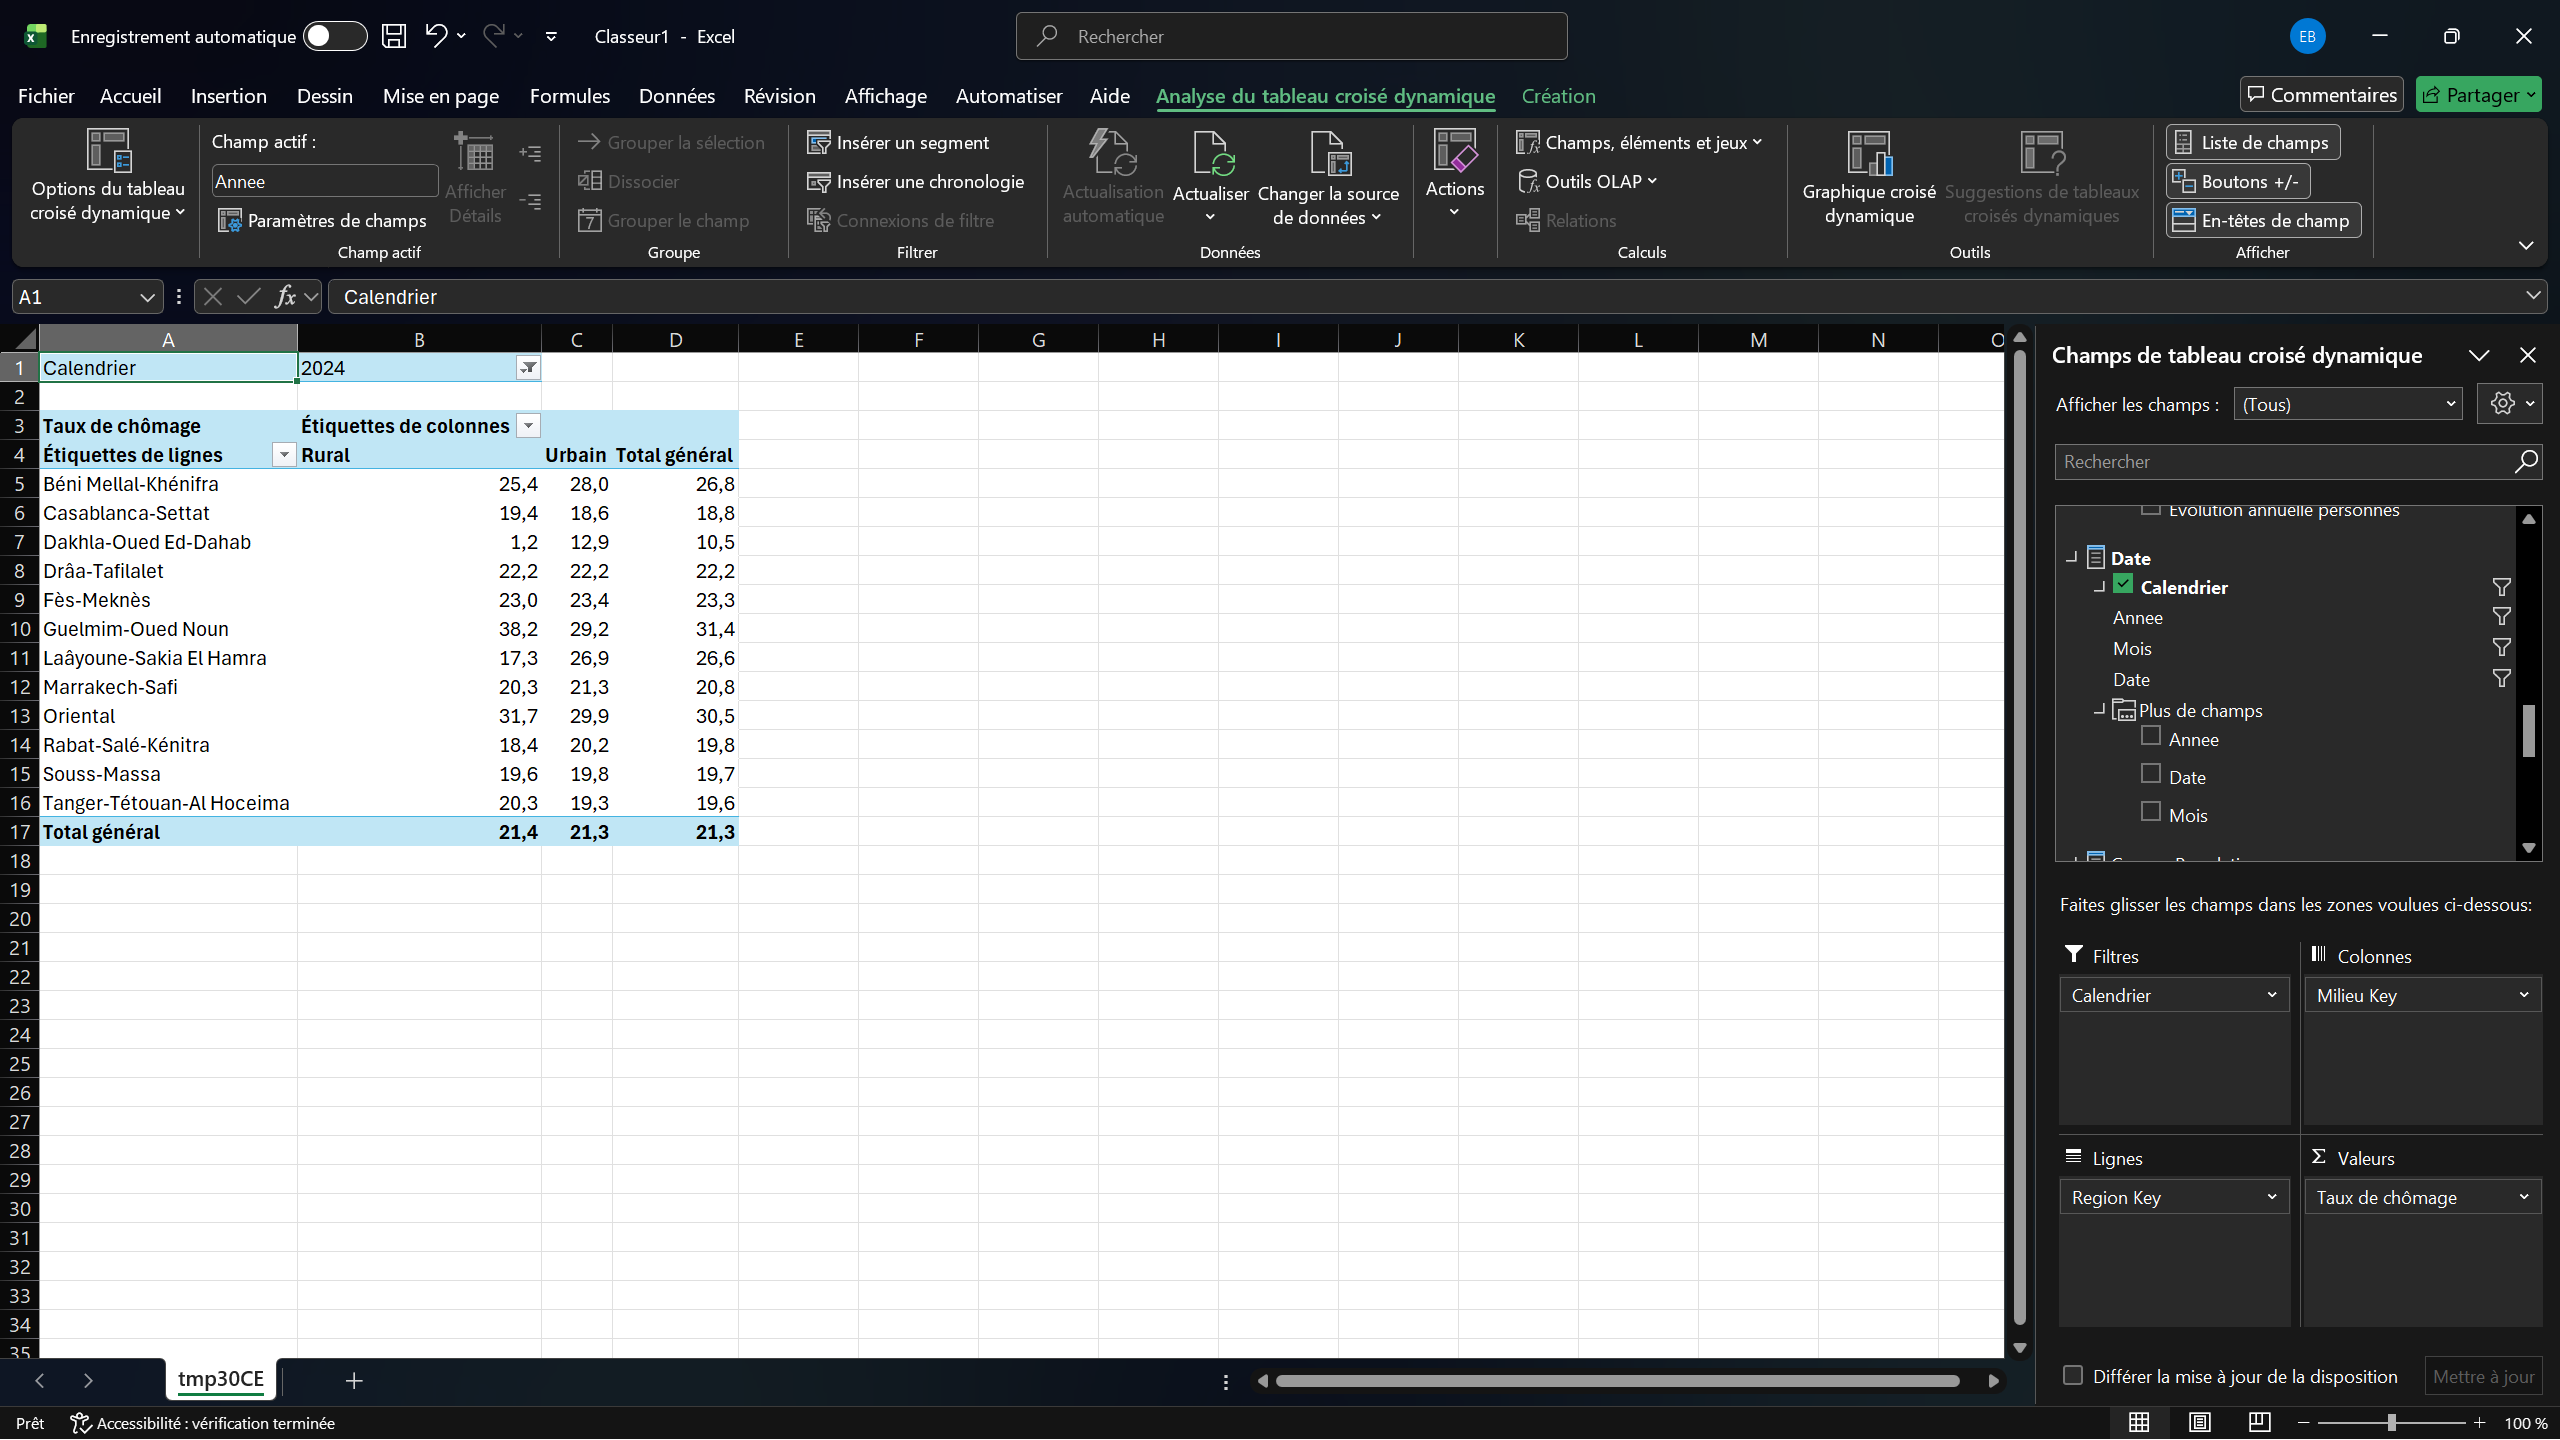 Enregistrement automatique Classeur1 - Excel Rechercher EB
Fichier Accueil Insertion Dessin Mise en page Formules Données Révision Affichage Automatiser Aide Analyse du tableau croisé dynamique Création Commentaires Partager
Options du tableau croisé dynamique
Champ actif :
Annee
Paramètres de champs
Afficher Détails
Champ actif
Grouper la sélection
Dissocier
Grouper le champ
Groupe
Insérer un segment
Insérer une chronologie
Connexions de filtre
Filtrer
Actualisation automatique
Actualiser
Changer la source de données
Données
Actions
Champs, éléments et jeux
Outils OLAP
Relations
Calculs
Graphique croisé dynamique
Suggestions de tableaux croisés dynamiques
Outils
Liste de champs
Boutons +/-
En-têtes de champ
Afficher
A1 fx Calendrier
A B C D E F G H I J K L M N O
1 Calendrier 2024
2
3 Taux de chômage Étiquettes de colonnes
4 Étiquettes de lignes Rural Urbain Total général
5 Béni Mellal-Khénifra 25,4 28,0 26,8
6 Casablanca-Settat 19,4 18,6 18,8
7 Dakhla-Oued Ed-Dahab 1,2 12,9 10,5
8 Drâa-Tafilalet 22,2 22,2 22,2
9 Fès-Meknès 23,0 23,4 23,3
10 Guelmim-Oued Noun 38,2 29,2 31,4
11 Laâyoune-Sakia El Hamra 17,3 26,9 26,6
12 Marrakech-Safi 20,3 21,3 20,8
13 Oriental 31,7 29,9 30,5
14 Rabat-Salé-Kénitra 18,4 20,2 19,8
15 Souss-Massa 19,6 19,8 19,7
16 Tanger-Tétouan-Al Hoceima 20,3 19,3 19,6
17 Total général 21,4 21,3 21,3
18
19
20
21
22
23
24
25
26
27
28
29
30
31
32
33
34
35
Champs de tableau croisé dynamique
Afficher les champs : (Tous)
Rechercher
Evolution annuelle personnes
Date
Calendrier
Annee
Mois
Date
Plus de champs
Annee
Date
Mois
Faites glisser les champs dans les zones voulues ci-dessous:
Filtres
Calendrier
Colonnes
Milieu Key
Lignes
Region Key
Σ Valeurs
Taux de chômage
Différer la mise à jour de la disposition Mettre à jour
tmp30CE
Prêt Accessibilité : vérification terminée 100 %